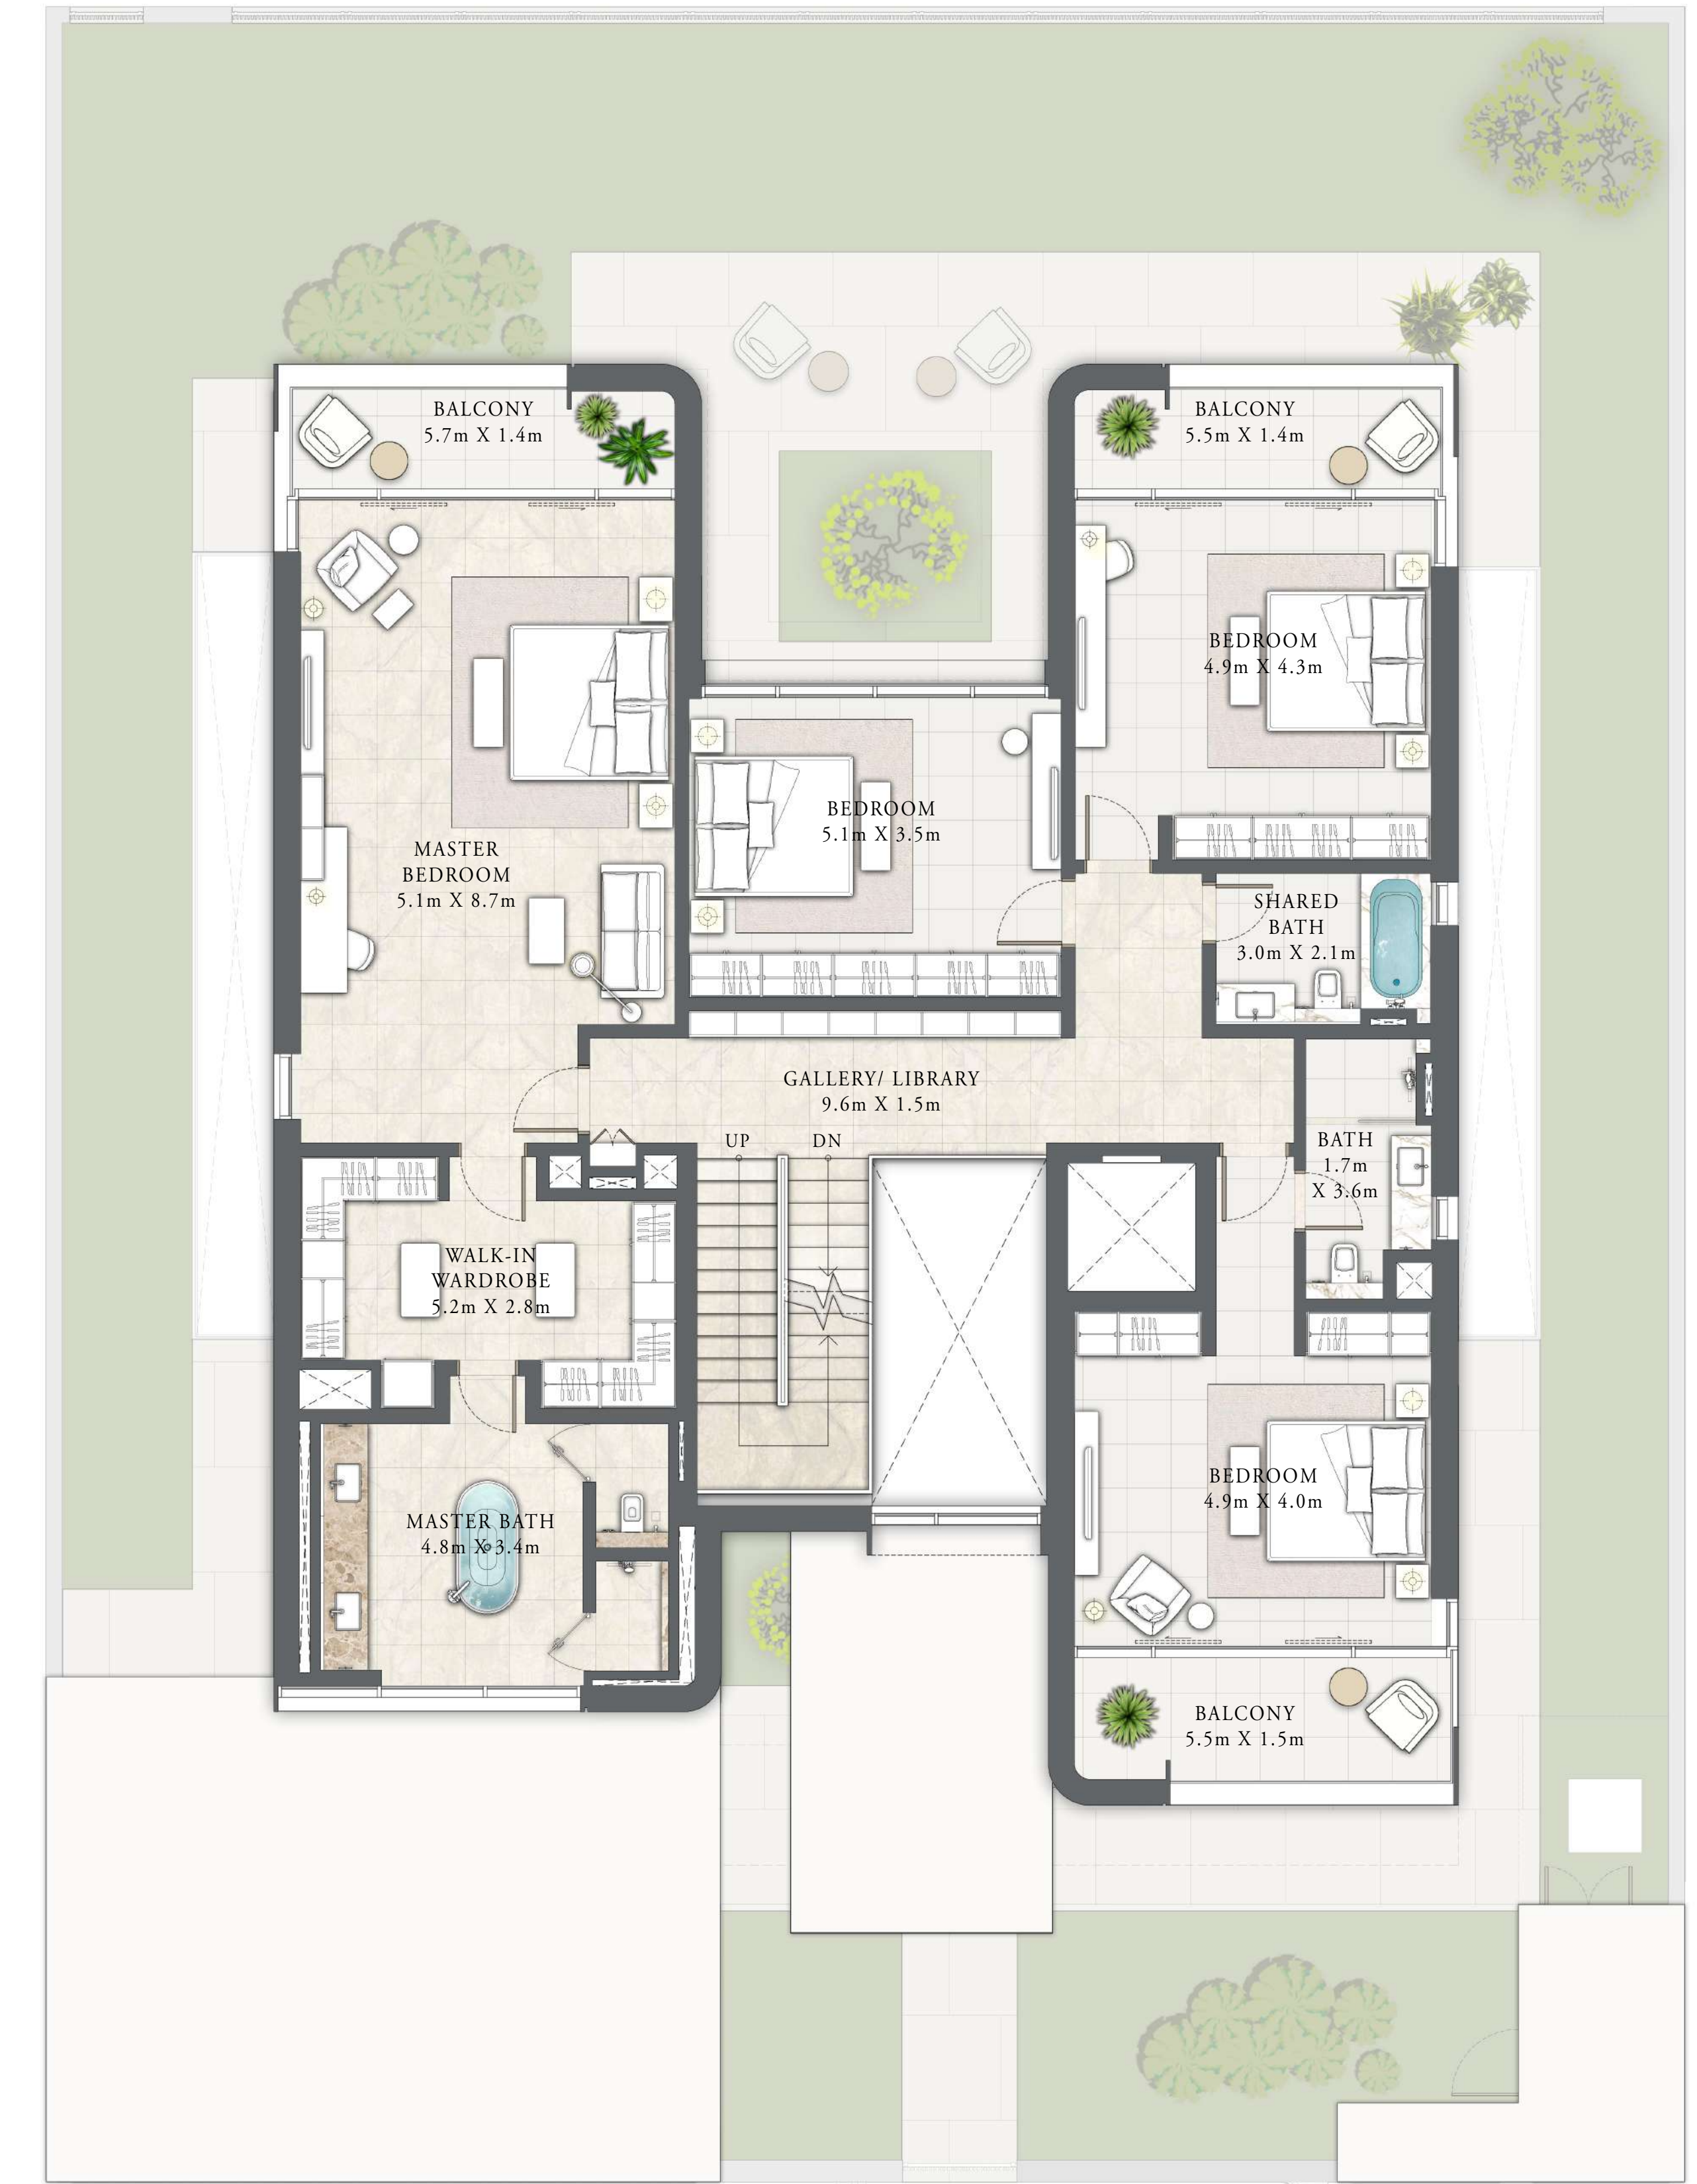 BALCONY
5.7m X 1.4m
BALCONY
5.5m X 1.4m
BEDROOM
4.9m X 4.3m
BEDROOM
5.1m X 3.5m
MASTER
BEDROOM
5.1m X 8.7m
SHARED
BATH
3.0m X 2.1m
GALLERY/ LIBRARY
9.6m X 1.5m
UP
DN
BATH
1.7m
X 3.6m
WALK-IN
WARDROBE
5.2m X 2.8m
BEDROOM
4.9m X 4.0m
MASTER BATH
4.8m X 3.4m
BALCONY
5.5m X 1.5m